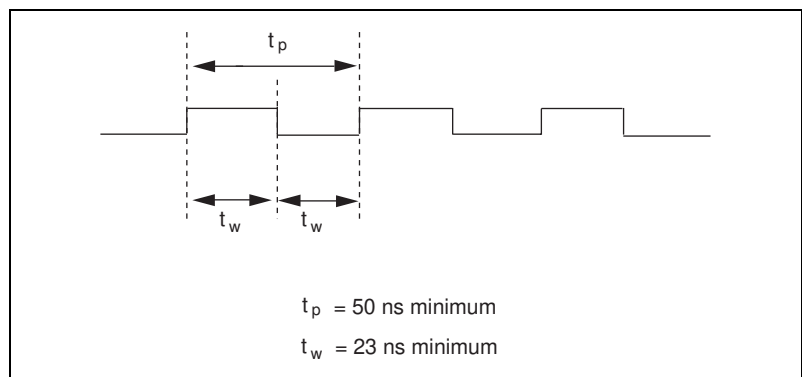 t p
t w t w
t p = 50 ns minimum
t w = 23 ns minimum